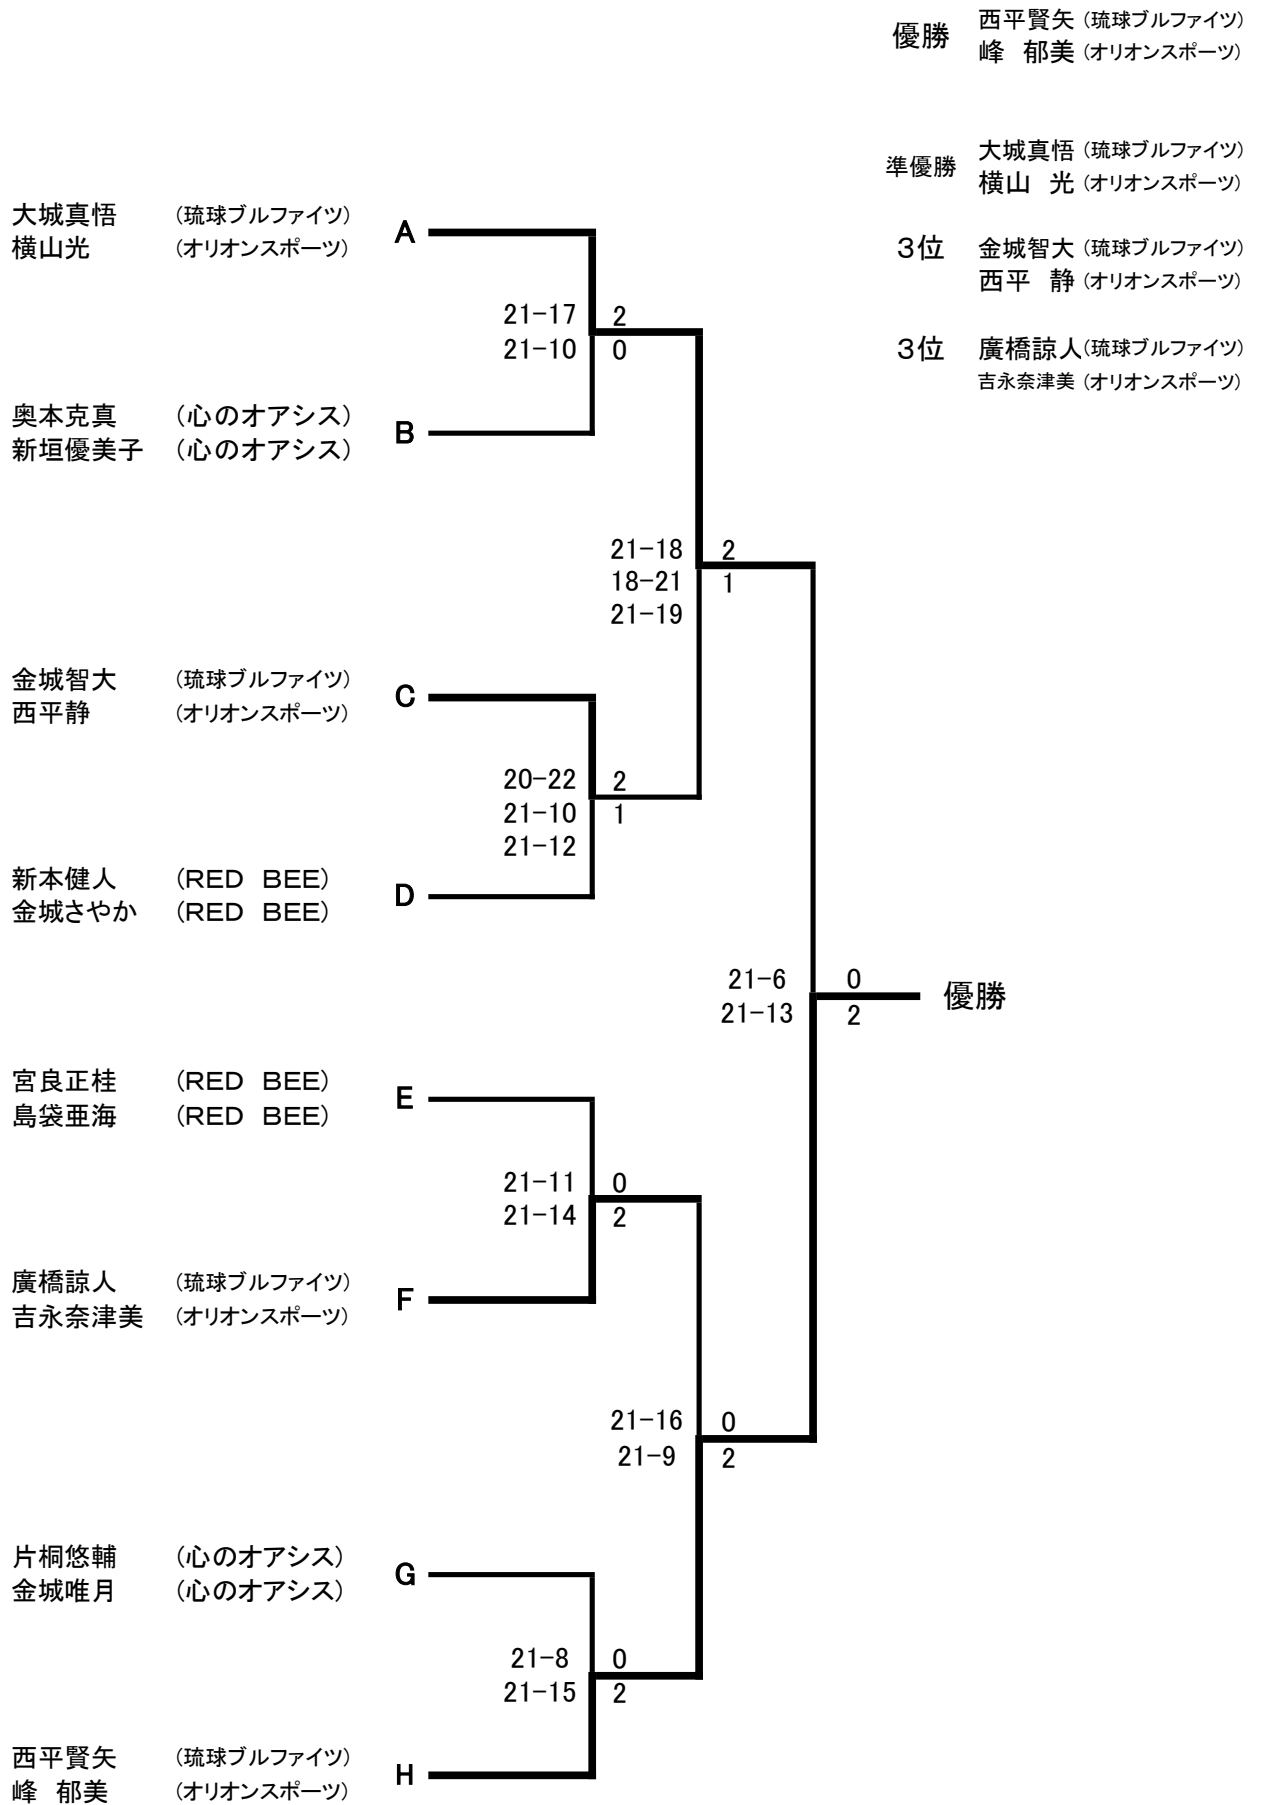 優勝 西平賢矢 (琉球ブルファイツ)
峰　郁美 (オリオンスポーツ)
準優勝 大城真悟 (琉球ブルファイツ)
横山　光 (オリオンスポーツ)
３位 金城智大 (琉球ブルファイツ)
西平　静 (オリオンスポーツ)
３位 廣橋諒人 (琉球ブルファイツ)
吉永奈津美 (オリオンスポーツ)
大城真悟 (琉球ブルファイツ)
横山光 (オリオンスポーツ)
A
21-17 2
21-10 0
奥本克真 (心のオアシス)
新垣優美子 (心のオアシス)
B
21-18 2
18-21 1
21-19
金城智大 (琉球ブルファイツ)
西平静 (オリオンスポーツ)
C
20-22 2
21-10 1
21-12
新本健人 (RED　BEE)
金城さやか (RED　BEE)
D
21-6 0
21-13 2
優勝
宮良正桂 (RED　BEE)
島袋亜海 (RED　BEE)
E
21-11 0
21-14 2
廣橋諒人 (琉球ブルファイツ)
吉永奈津美 (オリオンスポーツ)
F
21-16 0
21-9 2
片桐悠輔 (心のオアシス)
金城唯月 (心のオアシス)
G
21-8 0
21-15 2
西平賢矢 (琉球ブルファイツ)
峰　郁美 (オリオンスポーツ)
H